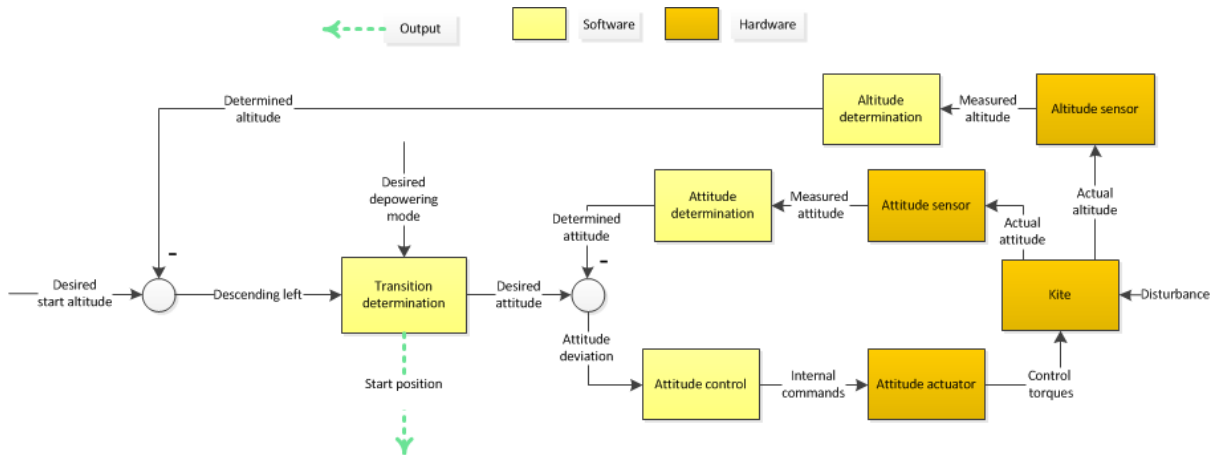 Output
Software
Hardware
Determined
altitude
Altitude
determination
Measured
altitude
Altitude sensor
Desired
depowering
mode
Attitude
determination
Measured
attitude
Attitude sensor
Actual
altitude
Determined
attitude
Actual
attitude
-
-
Desired
start altitude
Descending left
Transition
determination
Desired
attitude
Kite
Disturbance
Attitude
deviation
Start position
Attitude control
Internal
commands
Attitude actuator
Control
torques